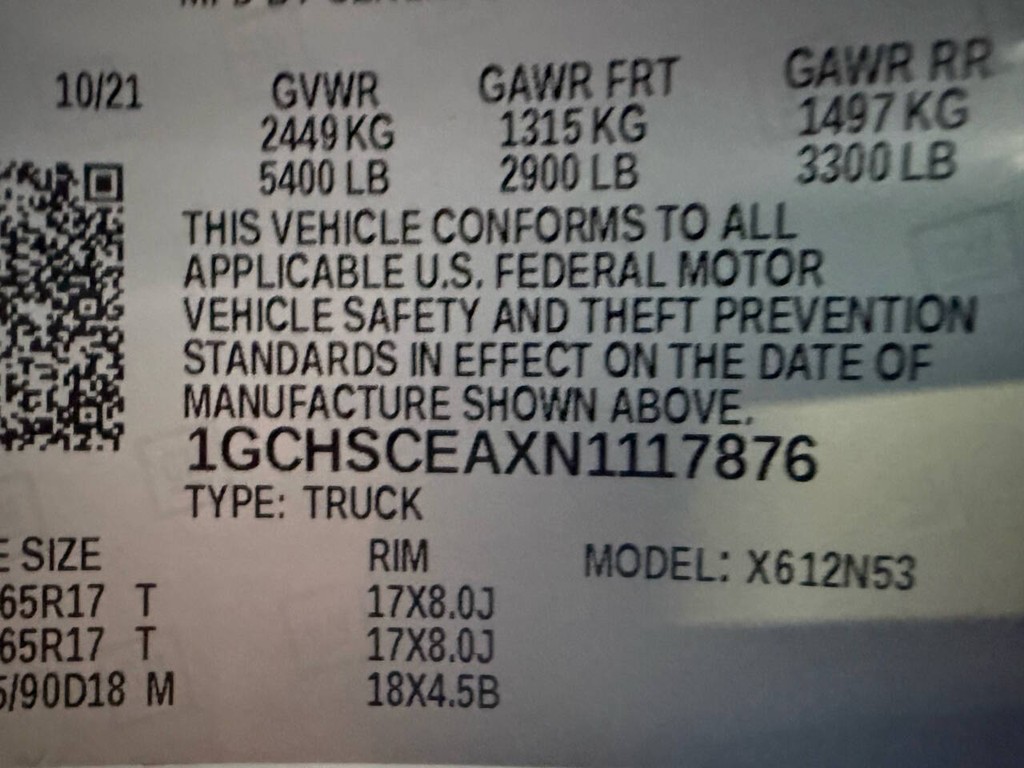 10/21 GVWR GAWR FRT GAWR RR
2449 KG 1315 KG 1497 KG
5400 LB 2900 LB 3300 LB
THIS VEHICLE CONFORMS TO ALL
APPLICABLE U.S. FEDERAL MOTOR
VEHICLE SAFETY AND THEFT PREVENTION
STANDARDS IN EFFECT ON THE DATE OF
MANUFACTURE SHOWN ABOVE.
1GCHSCEAXN1117876
TYPE: TRUCK
SIZE RIM MODEL: X612N53
65R17 T 17X8.0J
65R17 T 17X8.0J
/90D18 M 18X4.5B